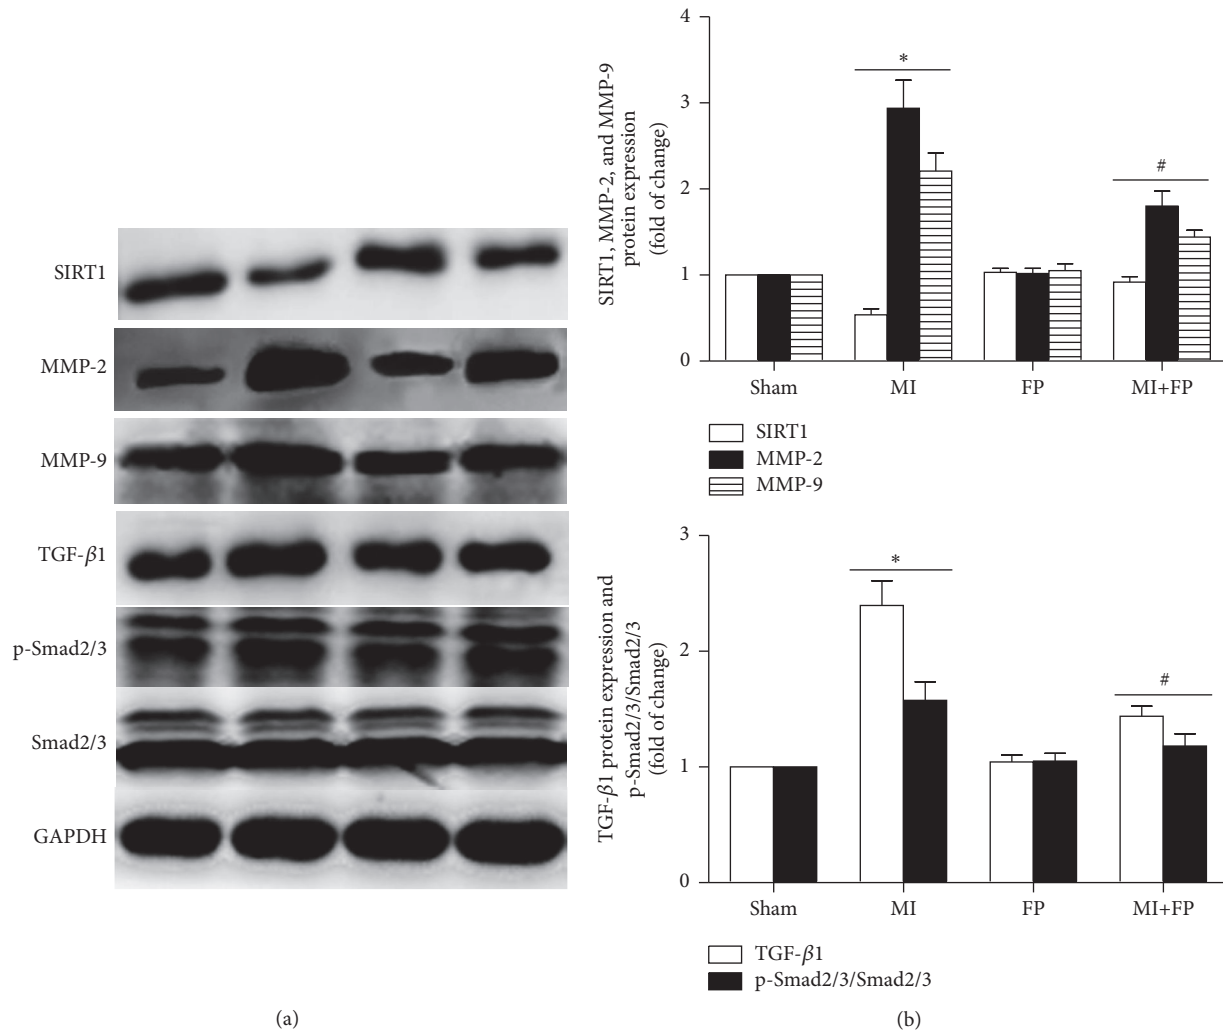 SIRT1
MMP-2
MMP-9
TGF-β1
p-Smad2/3
Smad2/3
GAPDH
(a)
SIRT1, MMP-2, and MMP-9
protein expression
(fold of change)
4
3
2
1
0
*
#
Sham MI FP MI+FP
SIRT1
MMP-2
MMP-9
TGF-β1 protein expression and
p-Smad2/3/Smad2/3
(fold of change)
3
2
1
0
*
#
Sham MI FP MI+FP
TGF-β1
p-Smad2/3/Smad2/3
(b)